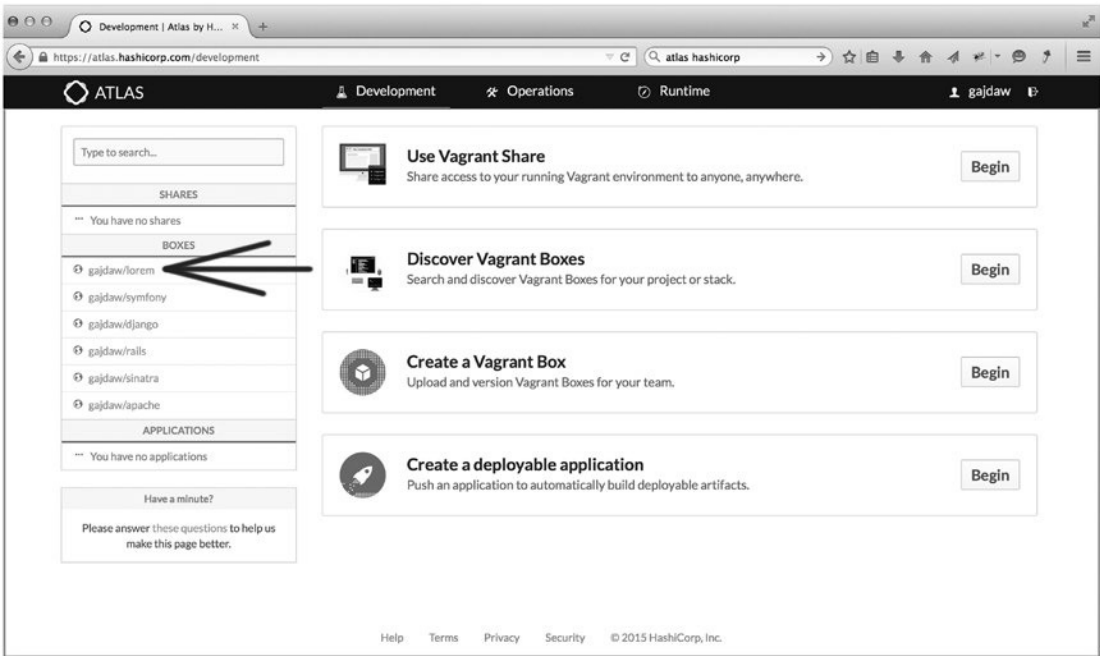 Development | Atlas by H... ×
https://atlas.hashicorp.com/development
atlas hashicorp
ATLAS
Development
Operations
Runtime
gajdaw
Type to search...
SHARES
You have no shares
BOXES
gajdaw/lorem
gajdaw/symfony
gajdaw/django
gajdaw/rails
gajdaw/sinatra
gajdaw/apache
APPLICATIONS
You have no applications
Have a minute?
Please answer these questions to help us
make this page better.
Use Vagrant Share
Share access to your running Vagrant environment to anyone, anywhere.
Begin
Discover Vagrant Boxes
Search and discover Vagrant Boxes for your project or stack.
Begin
Create a Vagrant Box
Upload and version Vagrant Boxes for your team.
Begin
Create a deployable application
Push an application to automatically build deployable artifacts.
Begin
Help Terms Privacy Security © 2015 HashiCorp, Inc.